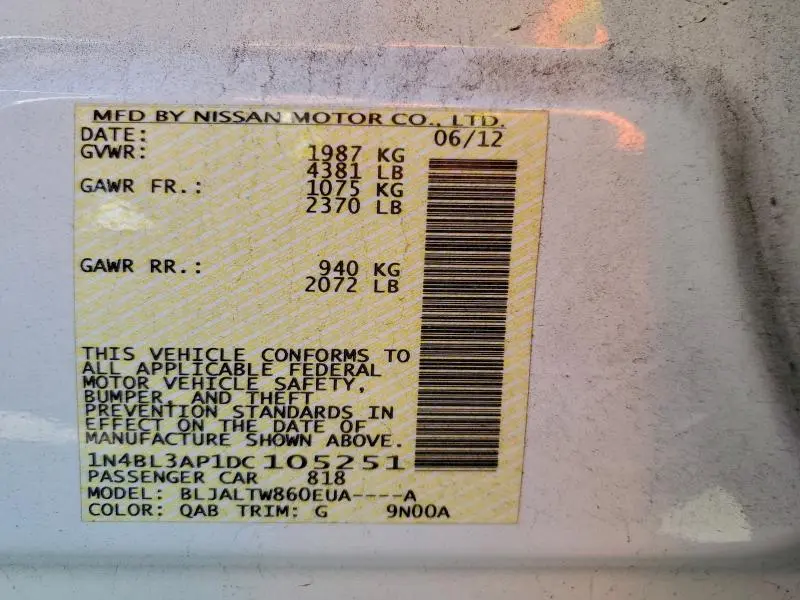 MFD BY NISSAN MOTOR CO., LTD.
DATE: 06/12
GVWR: 1987 KG
4381 LB
GAWR FR.: 1075 KG
2370 LB
GAWR RR.: 940 KG
2072 LB
THIS VEHICLE CONFORMS TO
ALL APPLICABLE FEDERAL
MOTOR VEHICLE SAFETY,
BUMPER, AND THEFT
PREVENTION STANDARDS IN
EFFECT ON THE DATE OF
MANUFACTURE SHOWN ABOVE.
1N4BL3AP1DC105251
PASSENGER CAR 818
MODEL: BLJALTW860EUA----A
COLOR: QAB TRIM: G 9N00A